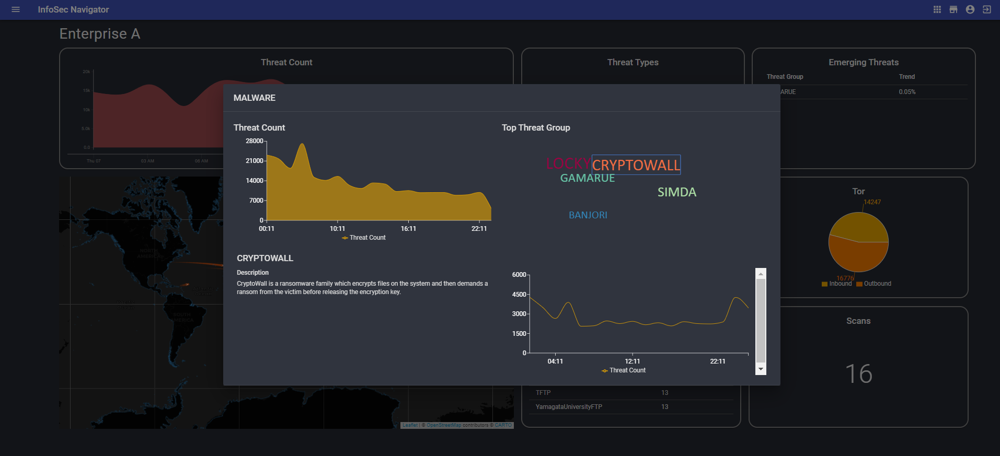 InfoSec Navigator
Enterprise A
Threat Count
20k
15k
10k
5.0k
0.0
Thu 07
03 AM
06 AM
Threat Types
Emerging Threats
Threat Group Trend
ARUE 0.05%
MALWARE
Threat Count
28000
21000
14000
7000
0
00:11 10:11 16:11 22:11
Threat Count
Top Threat Group
LOCKY CRYPTOWALL
GAMARUE
SIMDA
BANJORI
CRYPTOWALL
Description
CryptoWall is a ransomware family which encrypts files on the system and then demands a
ransom from the victim before releasing the encryption key.
6000
4500
3000
1500
0
04:11 12:11 22:11
Threat Count
Tor
14247
16776
Inbound Outbound
Scans
16
NORTH
AMERICA
SOUTH
AMERICA
TFTP 13
YamagataUniversityFTP 13
Leaflet | © OpenStreetMap contributors © CARTO